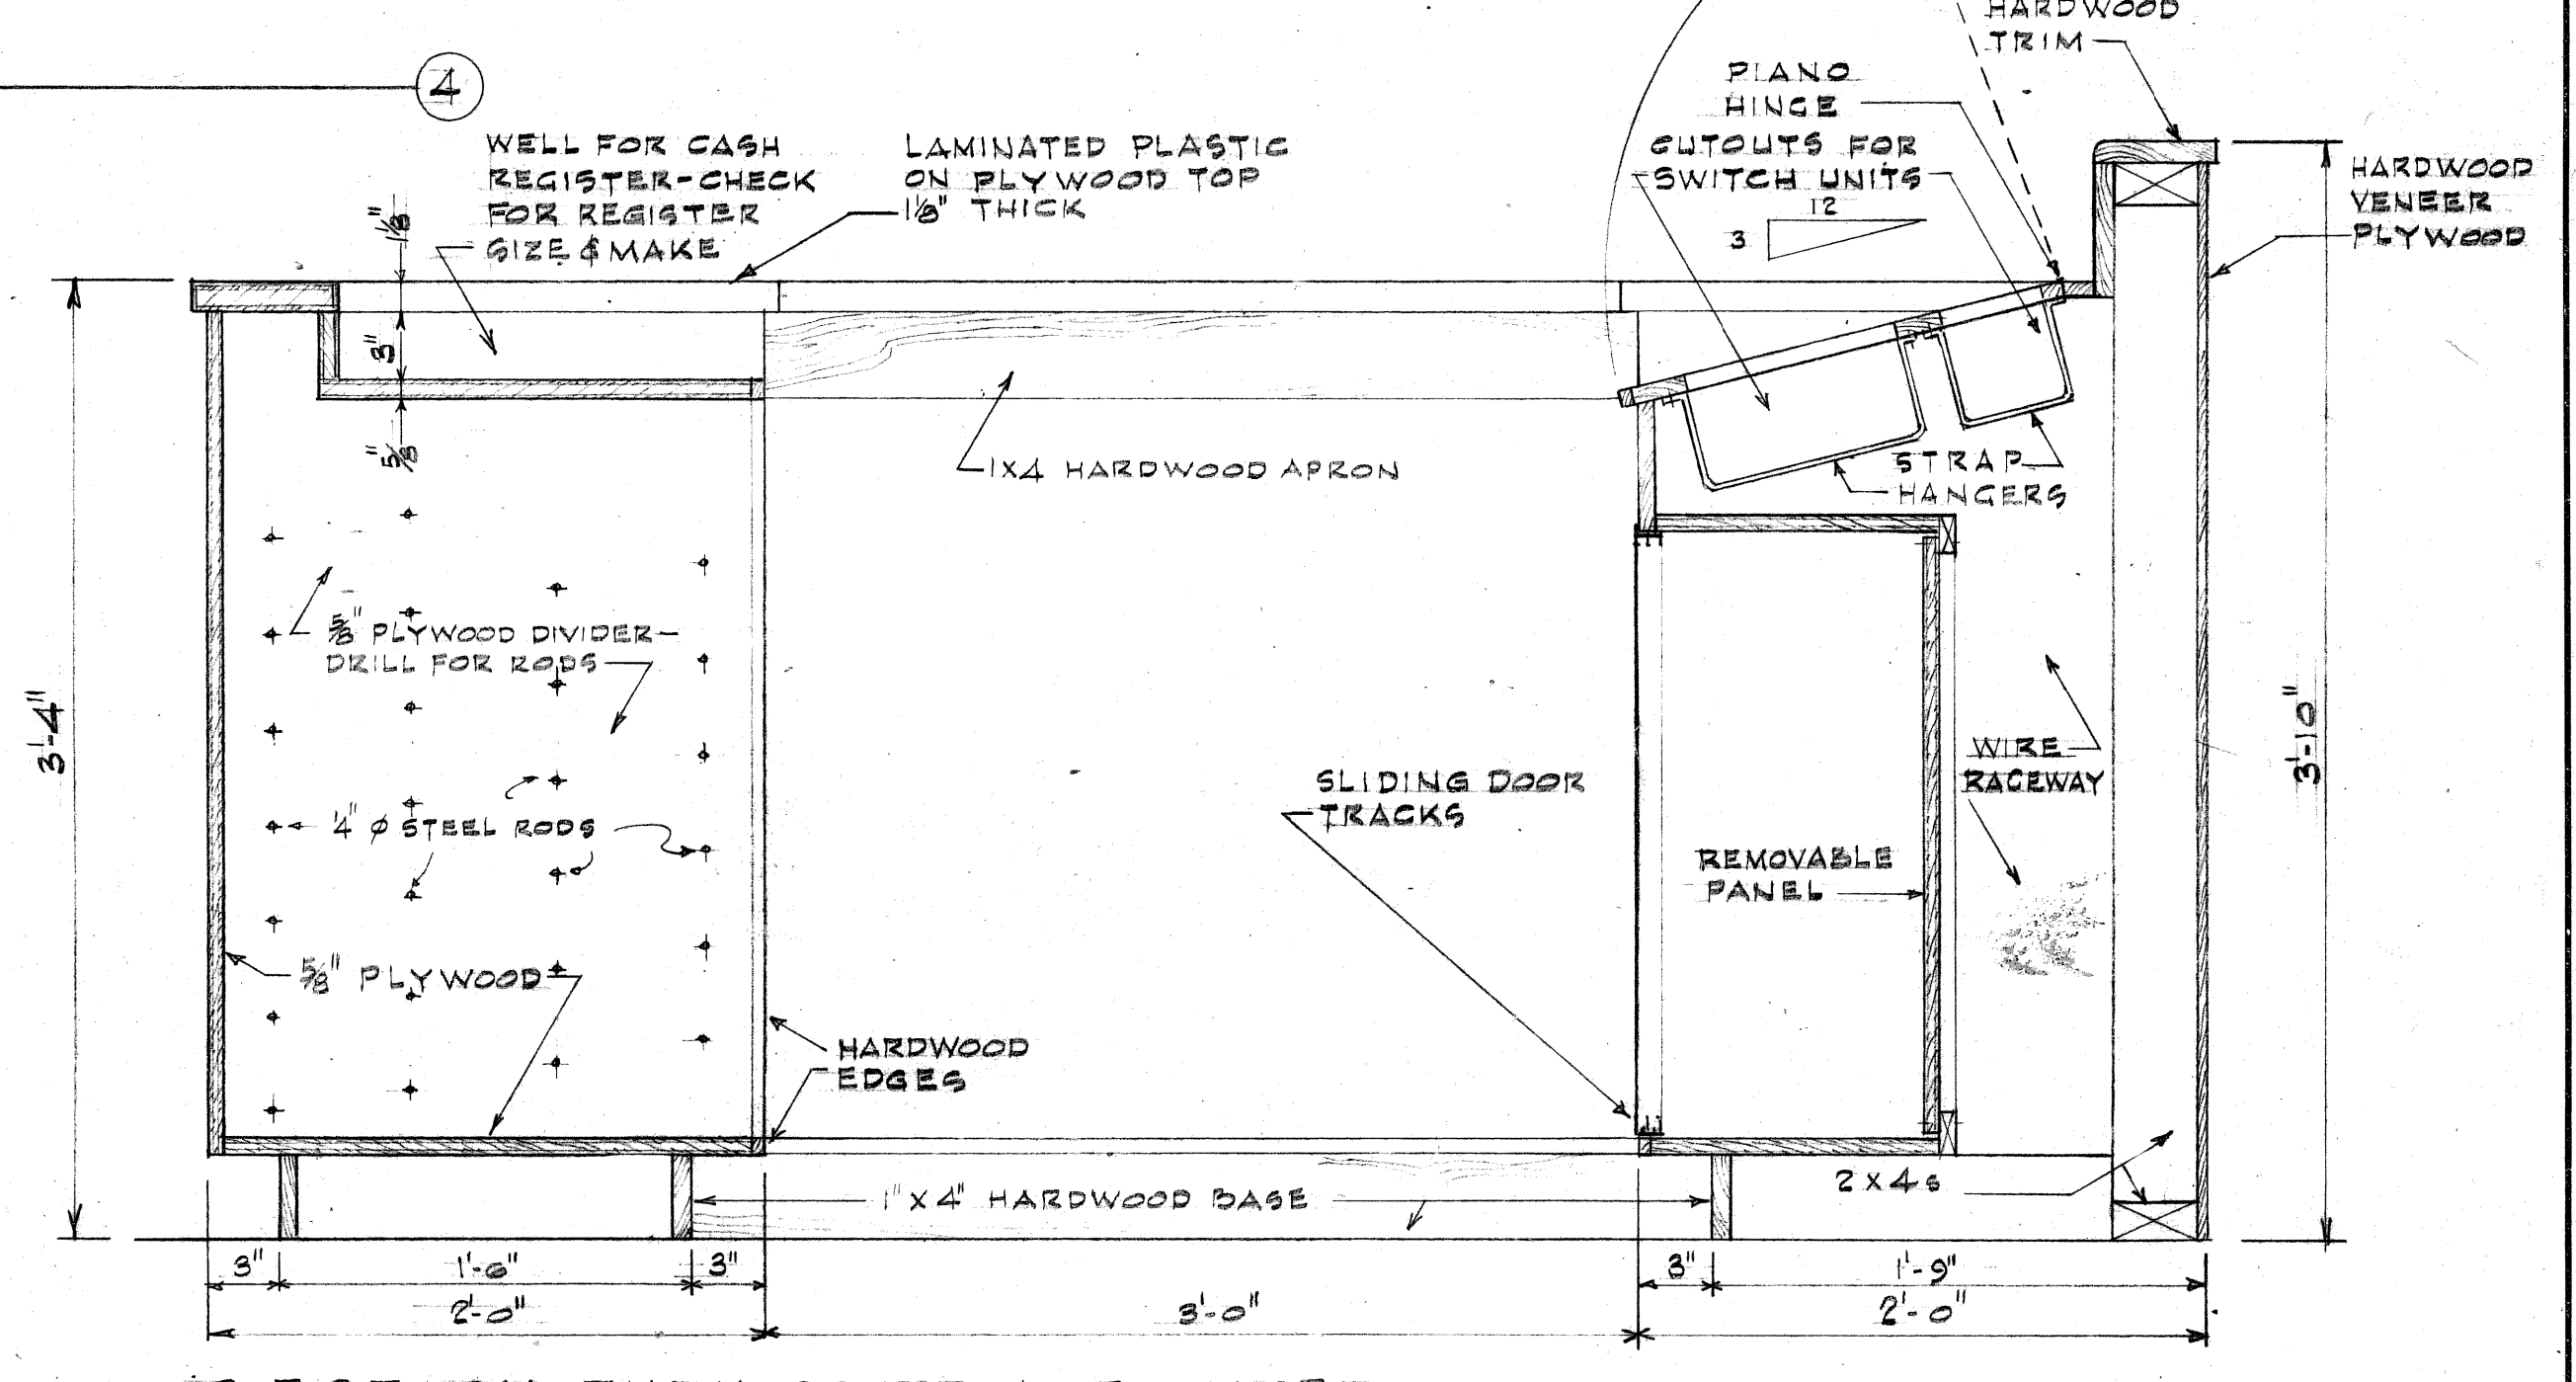 HARDWOOD
TRIM
4
PIANO
HINGE
WELL FOR CASH
REGISTER-CHECK
FOR REGISTER
SIZE & MAKE
LAMINATED PLASTIC
ON PLYWOOD TOP
1⅛" THICK
CUTOUTS FOR
SWITCH UNITS
12
3
HARDWOOD
VENEER
PLYWOOD
1⅛"
3"
⅝"
1X4 HARDWOOD APRON
STRAP
HANGERS
⅝" PLYWOOD DIVIDER-
DRILL FOR RODS
3'-4"
3'-10"
WIRE
RACEWAY
SLIDING DOOR
TRACKS
¼" Ø STEEL RODS
REMOVABLE
PANEL
⅝" PLYWOOD
HARDWOOD
EDGES
1" X 4" HARDWOOD BASE
2 X 4s
3"
1'-6"
3"
3"
1'-9"
2'-0"
3'-0"
2'-0"